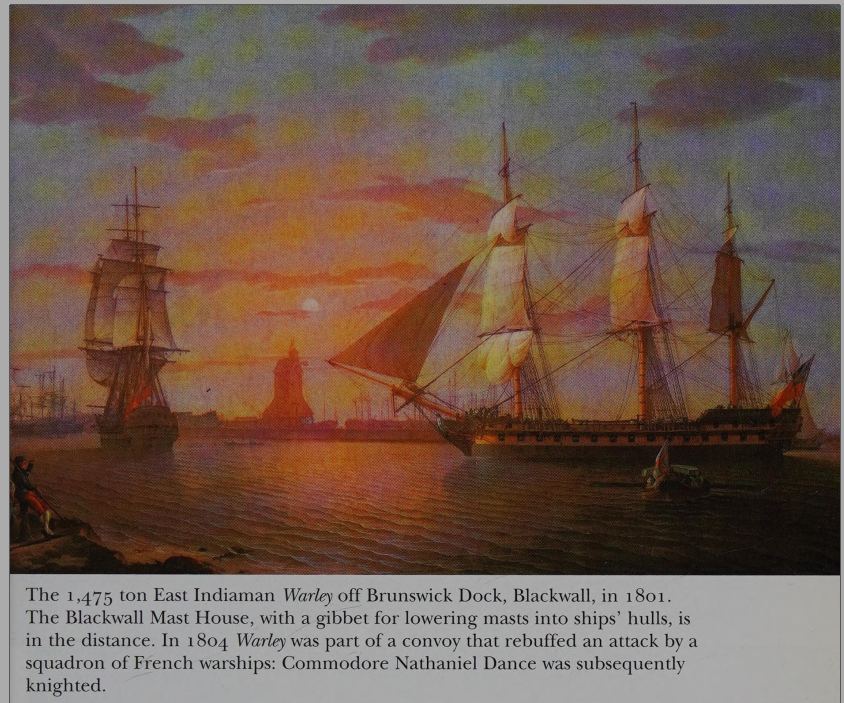 The 1,475 ton East Indiaman Warley off Brunswick Dock, Blackwall, in 1801.
The Blackwall Mast House, with a gibbet for lowering masts into ships' hulls, is
in the distance. In 1804 Warley was part of a convoy that rebuffed an attack by a
squadron of French warships: Commodore Nathaniel Dance was subsequently
knighted.